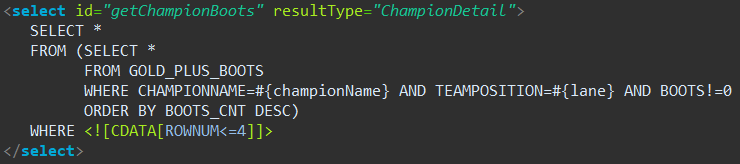 <select id="getChampionBoots" resultType="ChampionDetail">
SELECT *
FROM (SELECT *
FROM GOLD_PLUS_BOOTS
WHERE CHAMPIONNAME=#{championName} AND TEAMPOSITION=#{lane} AND BOOTS!=0
ORDER BY BOOTS_CNT DESC)
WHERE <![CDATA[ROWNUM<=4]]>
</select>